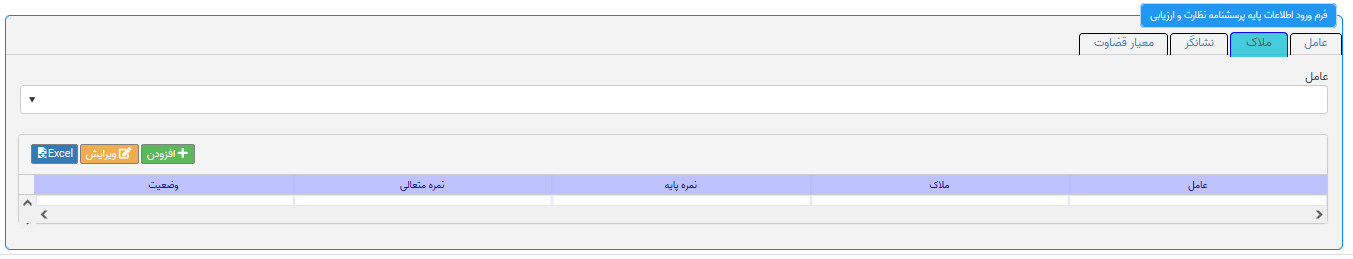 فرم ورود اطلاعات پایه پرسشنامه نظارت و ارزیابی
عامل ملاک نشانگر معیار قضاوت
عامل
افزودن ویرایش Excel
عامل ملاک نمره پایه نمره متعالی وضعیت